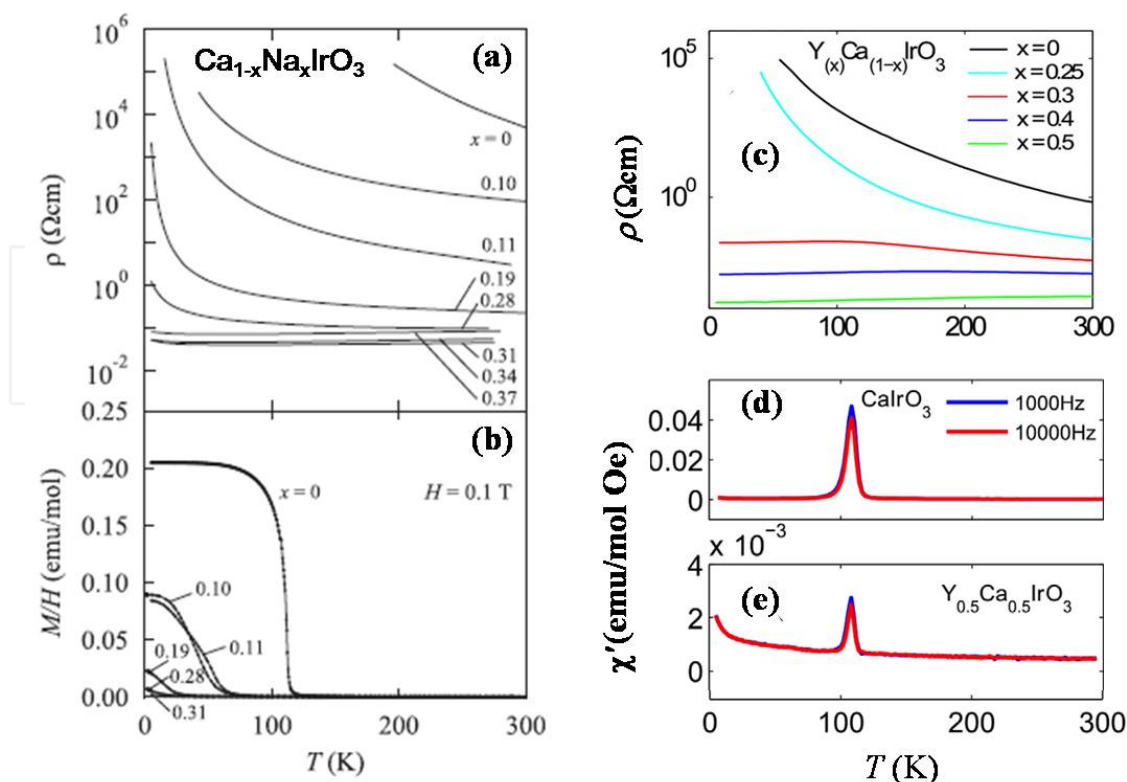 Ca1-xNaxIrO3
(a)
10^6
10^4
10^2
10^0
10^-2
ρ (Ωcm)
x = 0
0.10
0.11
0.19
0.28
0.31
0.34
0.37
(b)
0.25
0.20
0.15
0.10
0.05
0.00
M/H (emu/mol)
x = 0
H = 0.1 T
0.10
0.11
0.19
0.28
0.31
0
100
200
300
T (K)
Y(x)Ca(1−x)IrO3
(c)
10^5
10^0
ρ(Ωcm)
x=0
x=0.25
x=0.3
x=0.4
x=0.5
0
100
200
300
(d)
CaIrO3
1000Hz
10000Hz
0.04
0.02
0
χ′(emu/mol Oe)
x 10^−3
(e)
Y0.5Ca0.5IrO3
4
2
0
0
100
200
300
T (K)